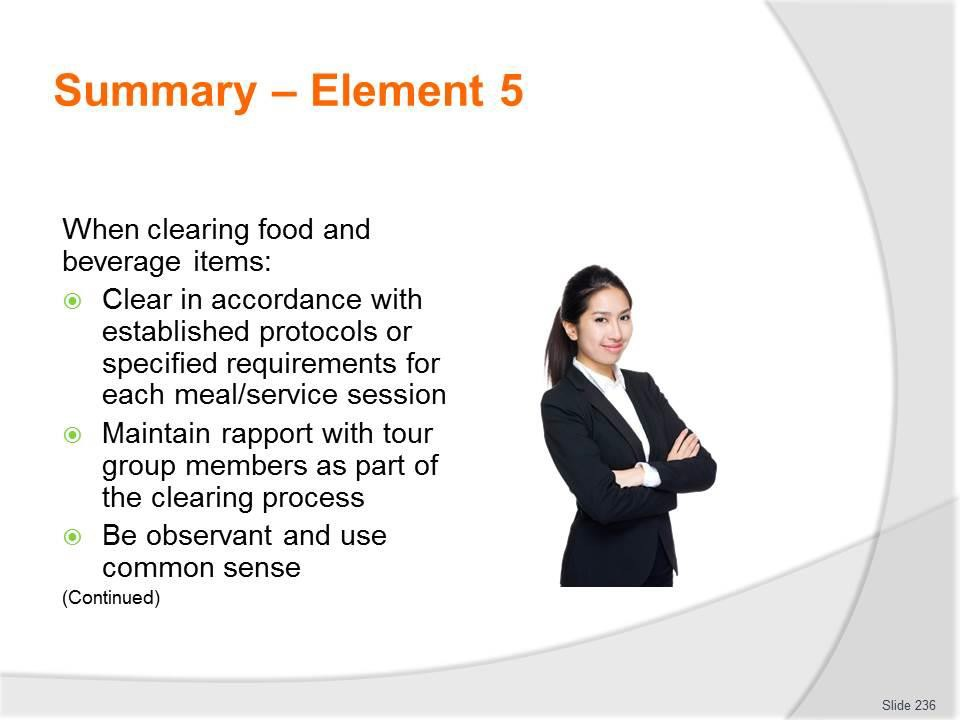 Summary – Element 5
When clearing food and
beverage items:
Clear in accordance with
established protocols or
specified requirements for
each meal/service session
Maintain rapport with tour
group members as part of
the clearing process
Be observant and use
common sense
(Continued)
Slide 236